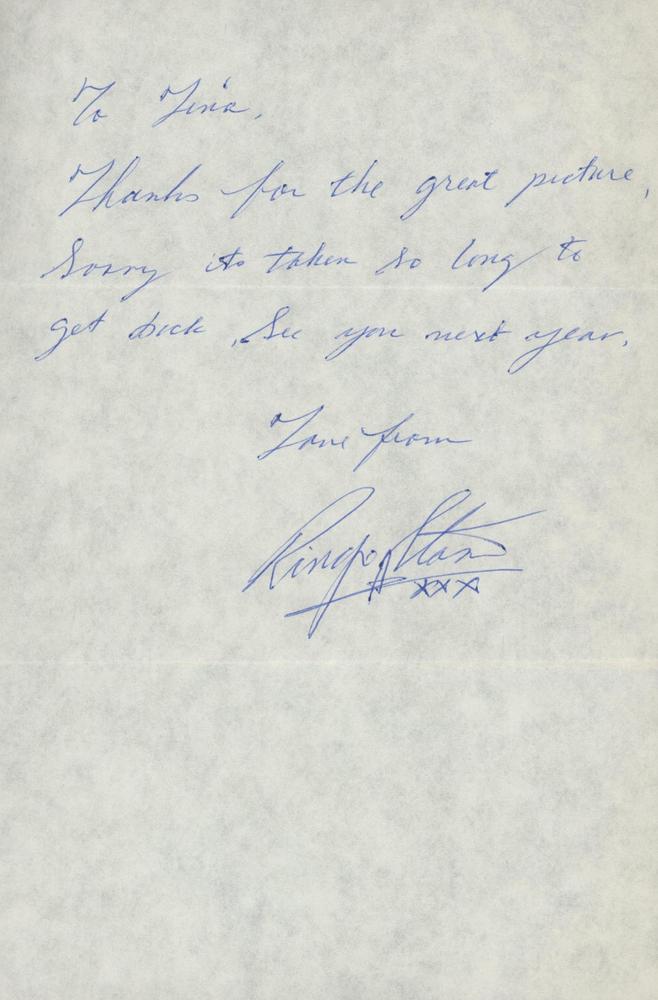 To Tina,
Thanks for the great picture,
Sorry its taken so long to
get back, See you next year.
Love from
Ringo Starr
xxx